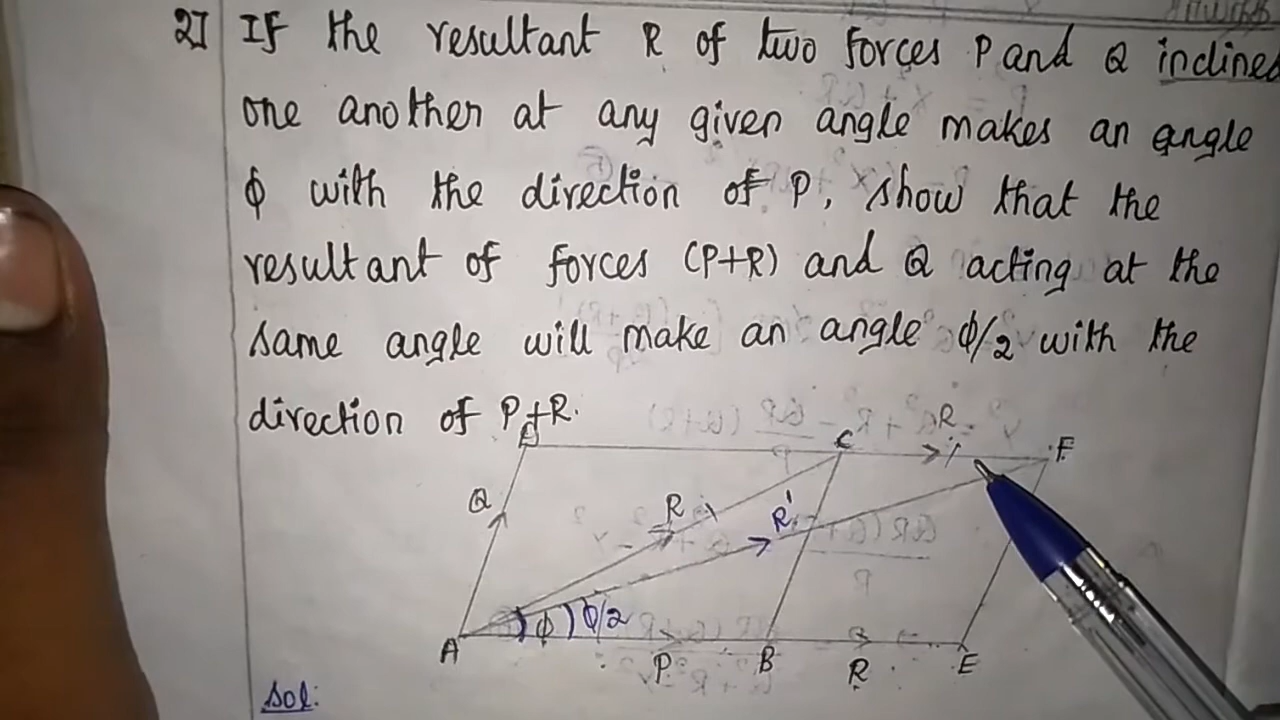 2] If the resultant R of two forces P and Q inclined
one another at any given angle makes an angle
φ with the direction of P, show that the
resultant of forces (P+R) and Q acting at the
same angle will make an angle φ/2 with the
direction of P+R.
C R F
Q R R'
φ φ/2
A P B R E
Sol: